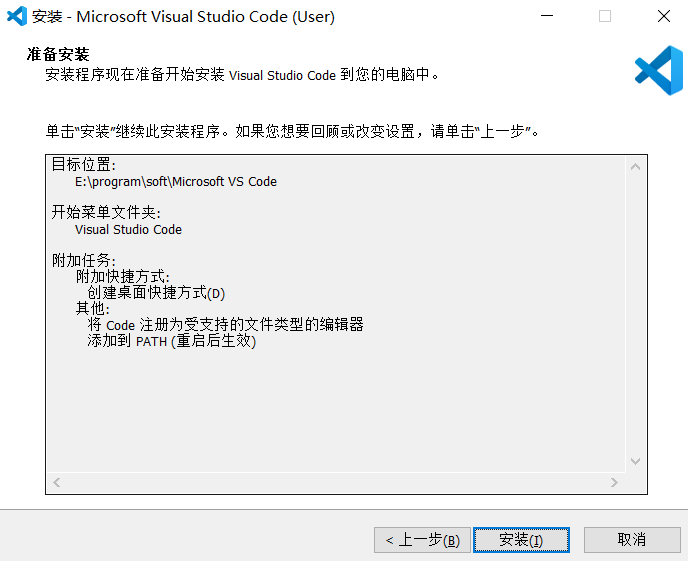 安装 - Microsoft Visual Studio Code (User)
准备安装
安装程序现在准备开始安装 Visual Studio Code 到您的电脑中。
单击“安装”继续此安装程序。如果您想要回顾或改变设置，请单击“上一步”。
目标位置:
E:\program\soft\Microsoft VS Code
开始菜单文件夹:
Visual Studio Code
附加任务:
附加快捷方式:
创建桌面快捷方式(D)
其他:
将 Code 注册为受支持的文件类型的编辑器
添加到 PATH (重启后生效)
< 上一步(B) 安装(I) 取消